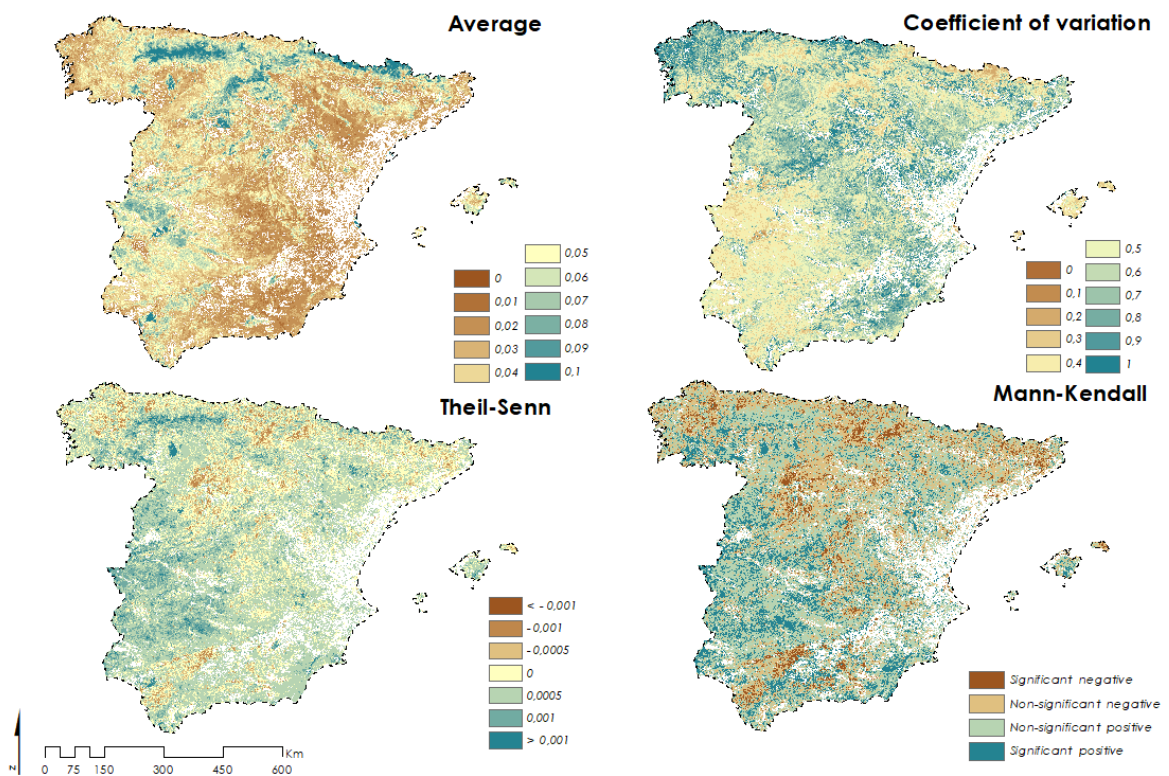 Average
0
0,01
0,02
0,03
0,04
0,05
0,06
0,07
0,08
0,09
0,1
Coefficient of variation
0
0,1
0,2
0,3
0,4
0,5
0,6
0,7
0,8
0,9
1
Theil-Senn
< - 0,001
- 0,001
- 0,0005
0
0,0005
0,001
> 0,001
Mann-Kendall
Significant negative
Non-significant negative
Non-significant positive
Significant positive
N
Km
0 75 150 300 450 600